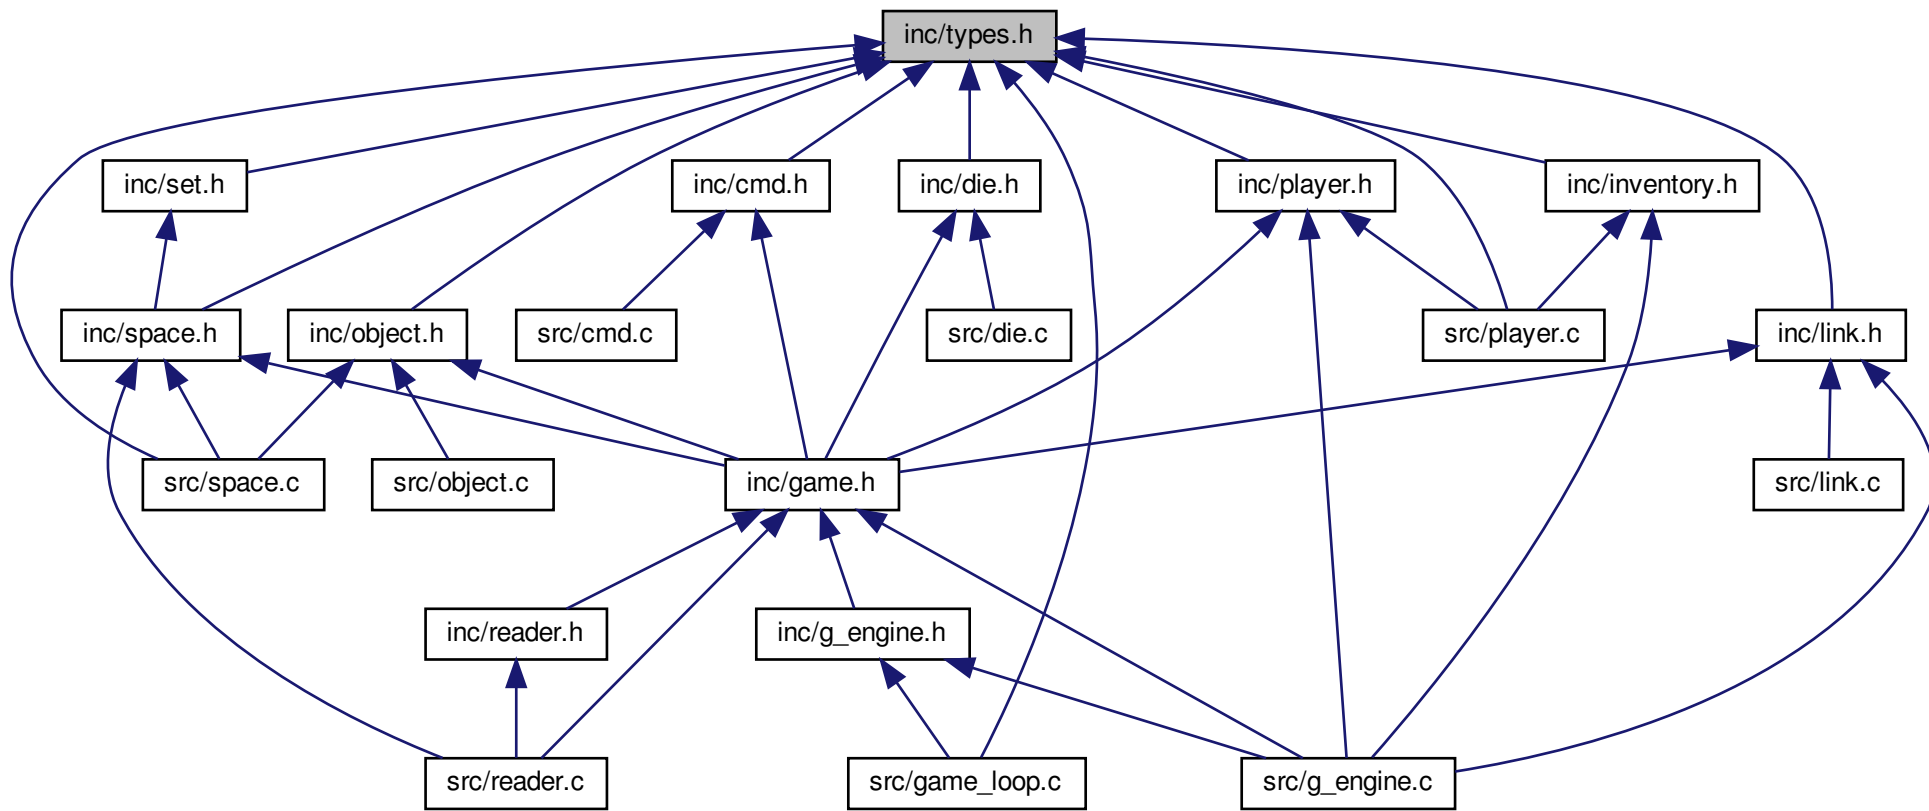 inc/types.h
inc/set.h
inc/cmd.h
inc/die.h
inc/player.h
inc/inventory.h
inc/space.h
inc/object.h
src/cmd.c
src/die.c
src/player.c
inc/link.h
src/space.c
src/object.c
inc/game.h
src/link.c
inc/reader.h
inc/g_engine.h
src/reader.c
src/game_loop.c
src/g_engine.c